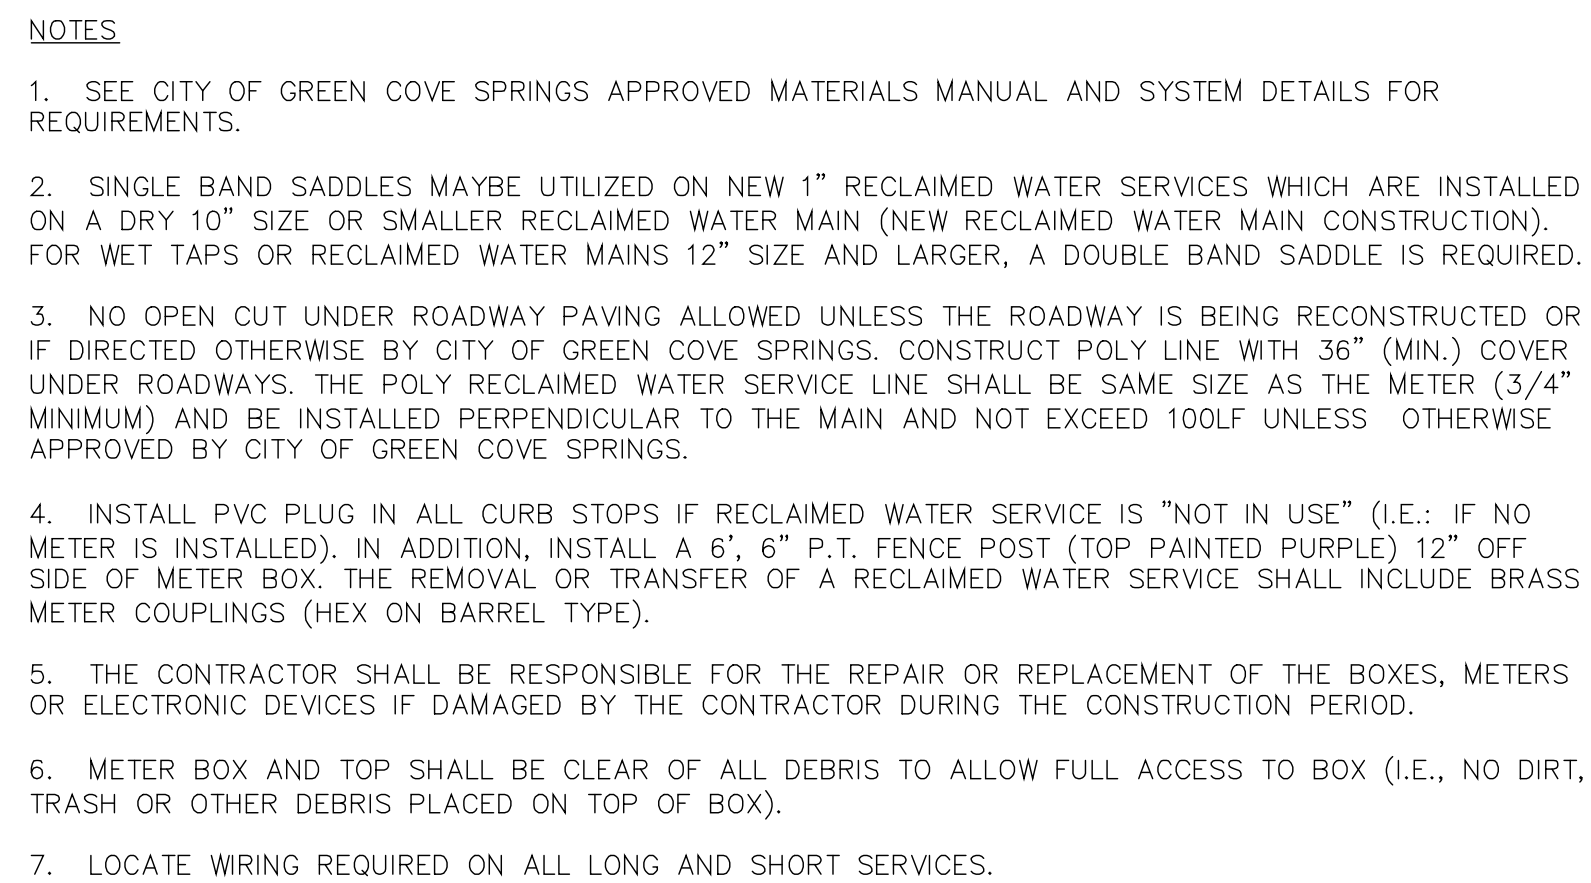 NOTES
1. SEE CITY OF GREEN COVE SPRINGS APPROVED MATERIALS MANUAL AND SYSTEM DETAILS FOR
REQUIREMENTS.
2. SINGLE BAND SADDLES MAYBE UTILIZED ON NEW 1" RECLAIMED WATER SERVICES WHICH ARE INSTALLED
ON A DRY 10" SIZE OR SMALLER RECLAIMED WATER MAIN (NEW RECLAIMED WATER MAIN CONSTRUCTION).
FOR WET TAPS OR RECLAIMED WATER MAINS 12" SIZE AND LARGER, A DOUBLE BAND SADDLE IS REQUIRED.
3. NO OPEN CUT UNDER ROADWAY PAVING ALLOWED UNLESS THE ROADWAY IS BEING RECONSTRUCTED OR
IF DIRECTED OTHERWISE BY CITY OF GREEN COVE SPRINGS. CONSTRUCT POLY LINE WITH 36" (MIN.) COVER
UNDER ROADWAYS. THE POLY RECLAIMED WATER SERVICE LINE SHALL BE SAME SIZE AS THE METER (3/4"
MINIMUM) AND BE INSTALLED PERPENDICULAR TO THE MAIN AND NOT EXCEED 100LF UNLESS OTHERWISE
APPROVED BY CITY OF GREEN COVE SPRINGS.
4. INSTALL PVC PLUG IN ALL CURB STOPS IF RECLAIMED WATER SERVICE IS "NOT IN USE" (I.E.: IF NO
METER IS INSTALLED). IN ADDITION, INSTALL A 6', 6" P.T. FENCE POST (TOP PAINTED PURPLE) 12" OFF
SIDE OF METER BOX. THE REMOVAL OR TRANSFER OF A RECLAIMED WATER SERVICE SHALL INCLUDE BRASS
METER COUPLINGS (HEX ON BARREL TYPE).
5. THE CONTRACTOR SHALL BE RESPONSIBLE FOR THE REPAIR OR REPLACEMENT OF THE BOXES, METERS
OR ELECTRONIC DEVICES IF DAMAGED BY THE CONTRACTOR DURING THE CONSTRUCTION PERIOD.
6. METER BOX AND TOP SHALL BE CLEAR OF ALL DEBRIS TO ALLOW FULL ACCESS TO BOX (I.E., NO DIRT,
TRASH OR OTHER DEBRIS PLACED ON TOP OF BOX).
7. LOCATE WIRING REQUIRED ON ALL LONG AND SHORT SERVICES.